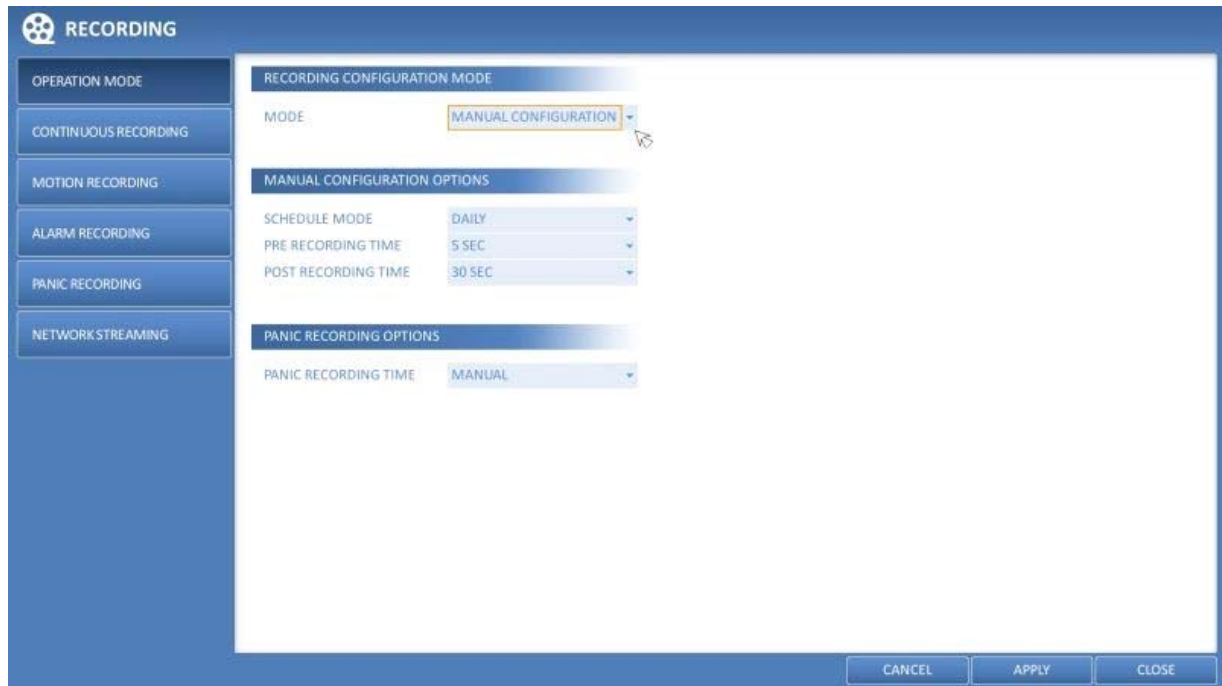 RECORDING
OPERATION MODE
CONTINUOUS RECORDING
MOTION RECORDING
ALARM RECORDING
PANIC RECORDING
NETWORK STREAMING
RECORDING CONFIGURATION MODE
MODE MANUAL CONFIGURATION
MANUAL CONFIGURATION OPTIONS
SCHEDULE MODE DAILY
PRE RECORDING TIME 5 SEC
POST RECORDING TIME 30 SEC
PANIC RECORDING OPTIONS
PANIC RECORDING TIME MANUAL
CANCEL APPLY CLOSE